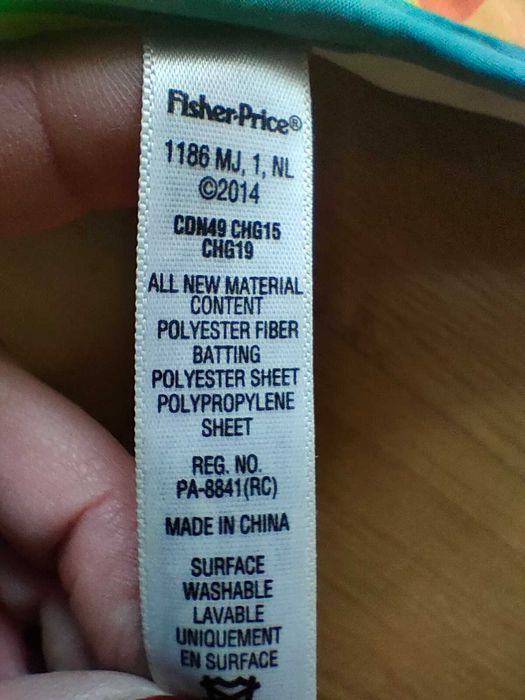 Fisher-Price®
1186 MJ, 1, NL
©2014
CDN49 CHG15
CHG19
ALL NEW MATERIAL
CONTENT
POLYESTER FIBER
BATTING
POLYESTER SHEET
POLYPROPYLENE
SHEET
REG. NO.
PA-8841(RC)
MADE IN CHINA
SURFACE
WASHABLE
LAVABLE
UNIQUEMENT
EN SURFACE